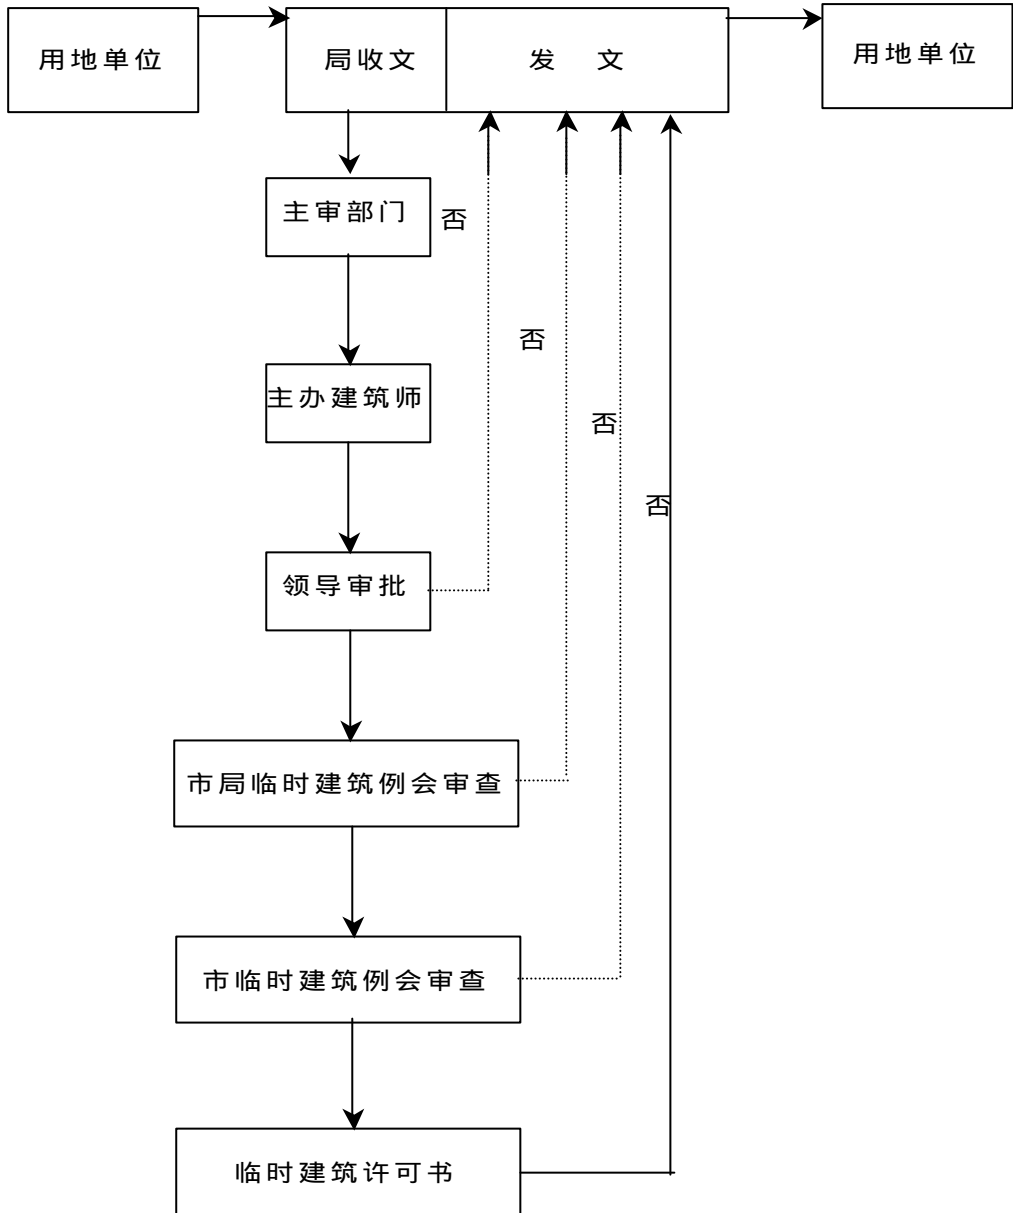 用地单位
局收文
发 文
用地单位
主审部门
否
否
主办建筑师
否
否
领导审批
市局临时建筑例会审查
市临时建筑例会审查
临时建筑许可书